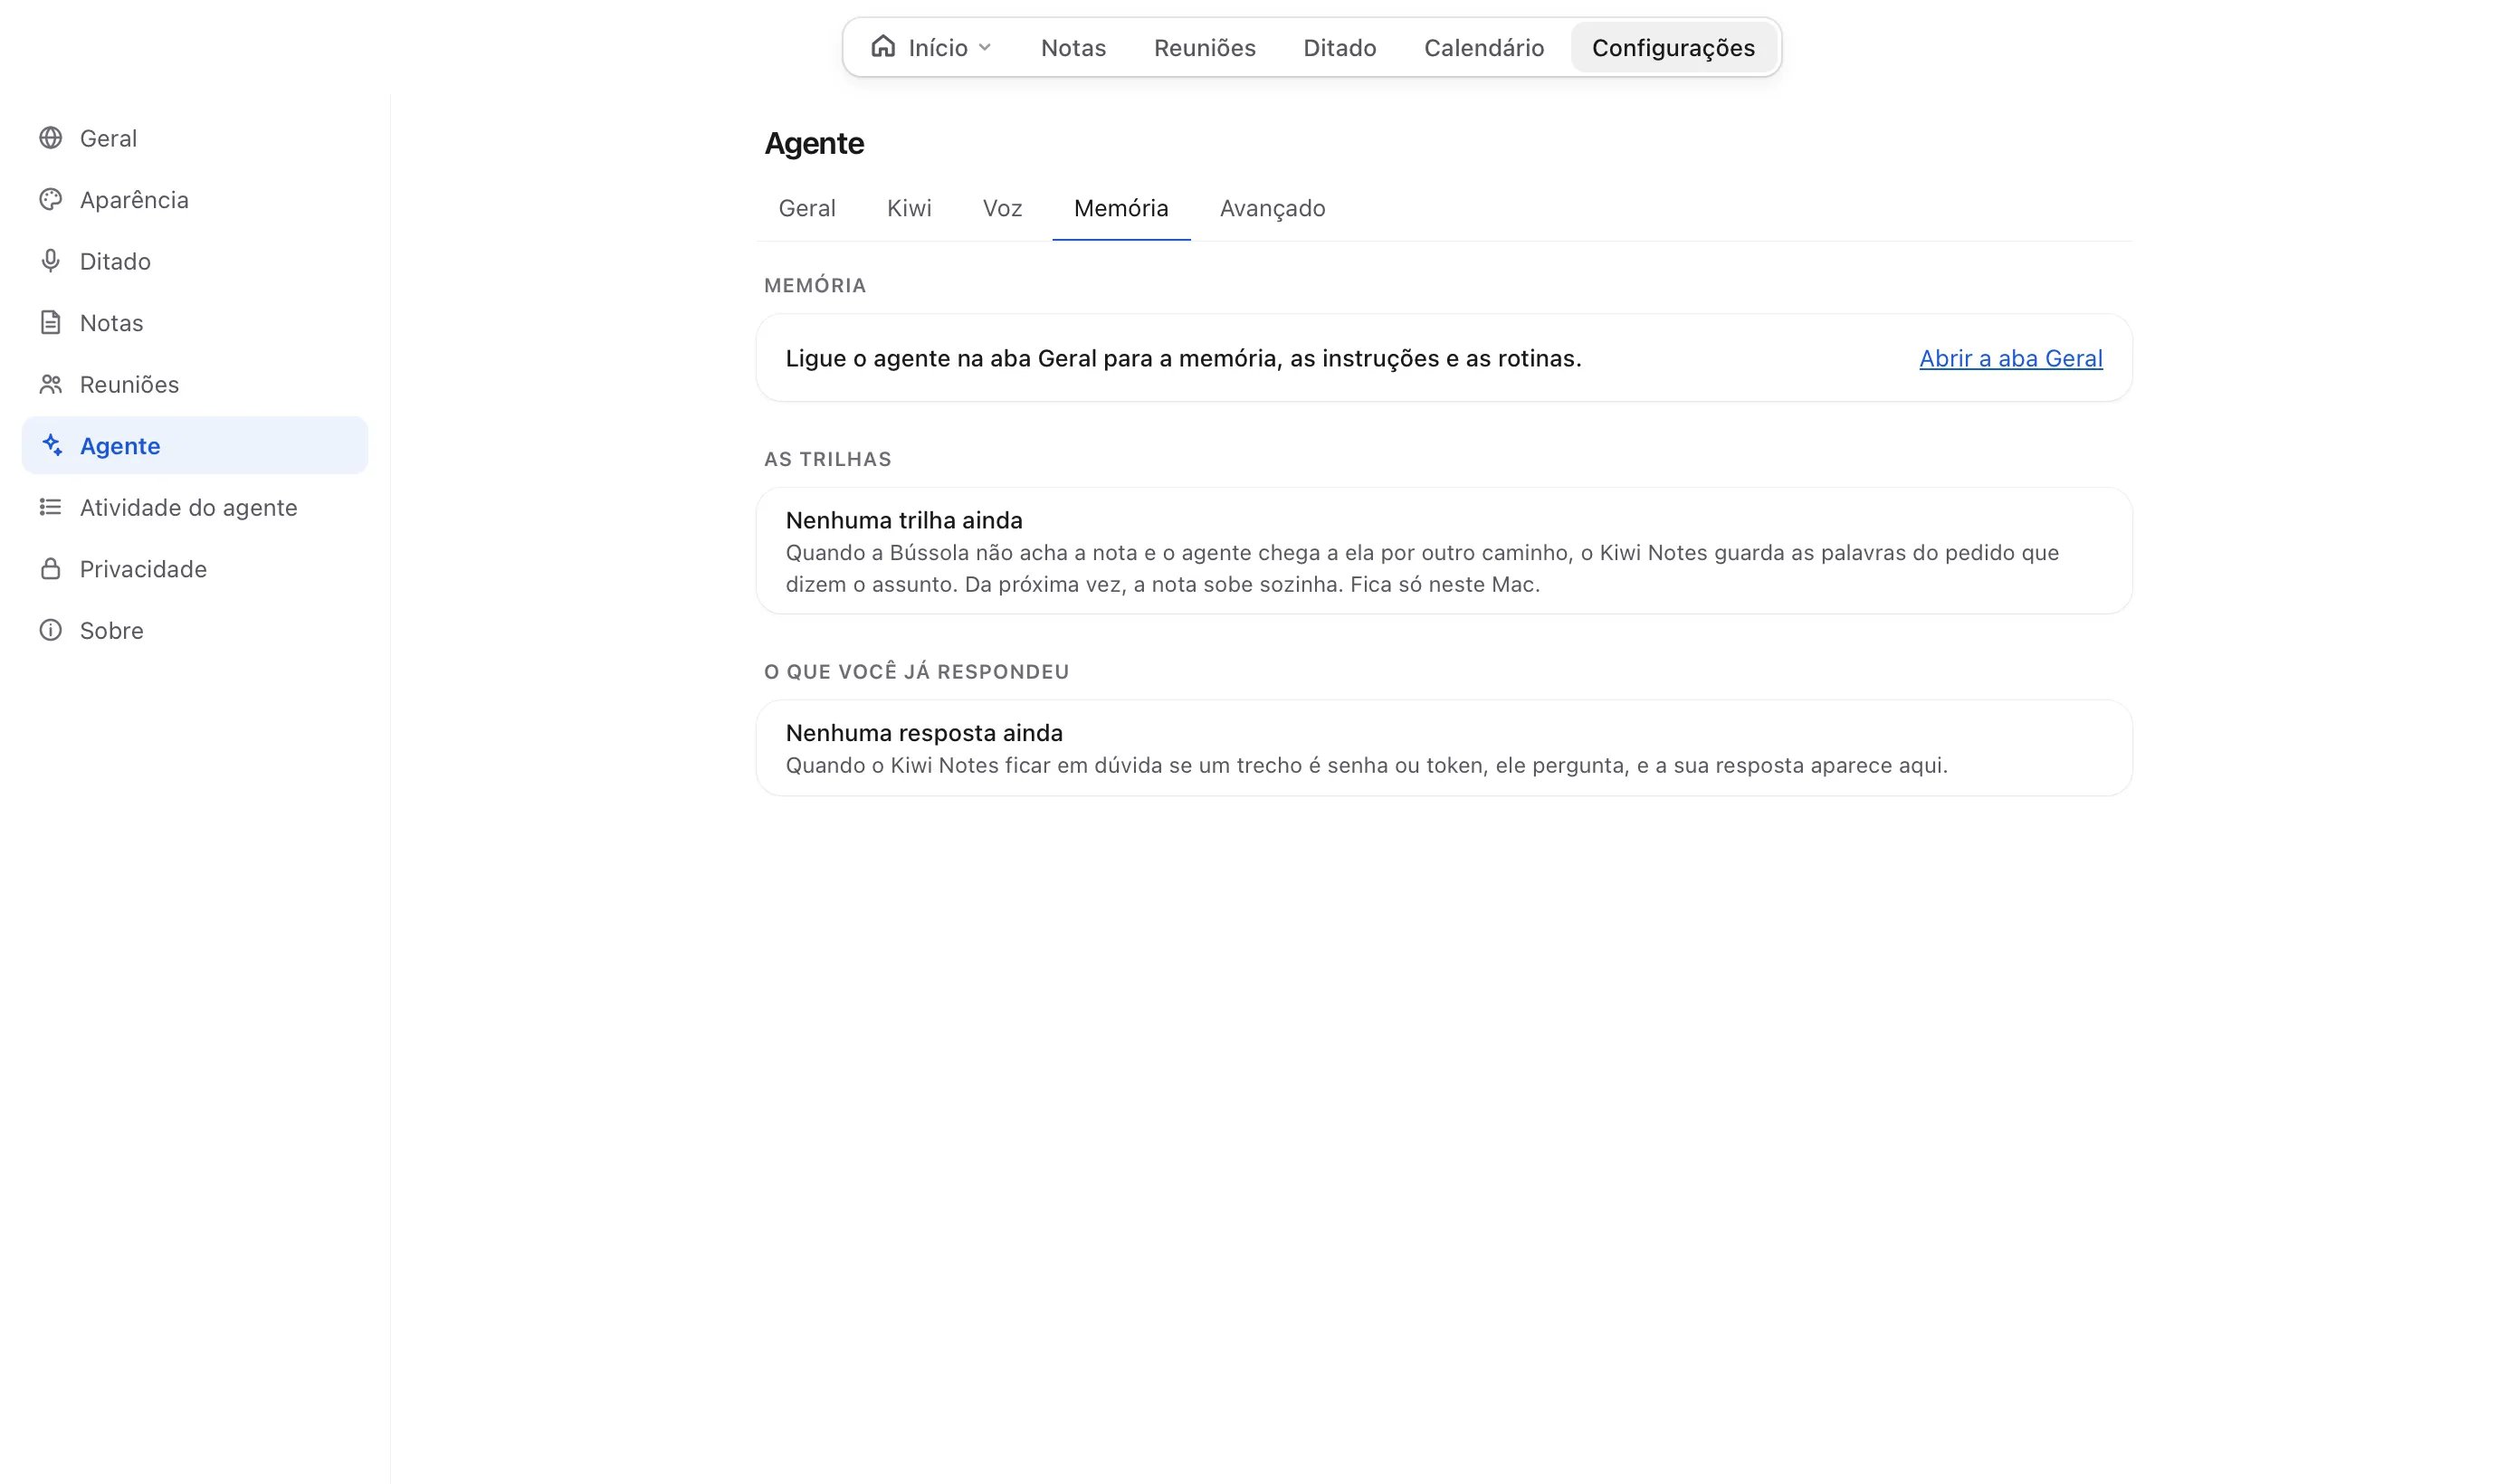 Início
Notas
Reuniões
Ditado
Calendário
Configurações
Geral
Aparência
Ditado
Notas
Reuniões
Agente
Atividade do agente
Privacidade
Sobre
Agente
Geral
Kiwi
Voz
Memória
Avançado
MEMÓRIA
Ligue o agente na aba Geral para a memória, as instruções e as rotinas.
Abrir a aba Geral
AS TRILHAS
Nenhuma trilha ainda
Quando a Bússola não acha a nota e o agente chega a ela por outro caminho, o Kiwi Notes guarda as palavras do pedido que
dizem o assunto. Da próxima vez, a nota sobe sozinha. Fica só neste Mac.
O QUE VOCÊ JÁ RESPONDEU
Nenhuma resposta ainda
Quando o Kiwi Notes ficar em dúvida se um trecho é senha ou token, ele pergunta, e a sua resposta aparece aqui.